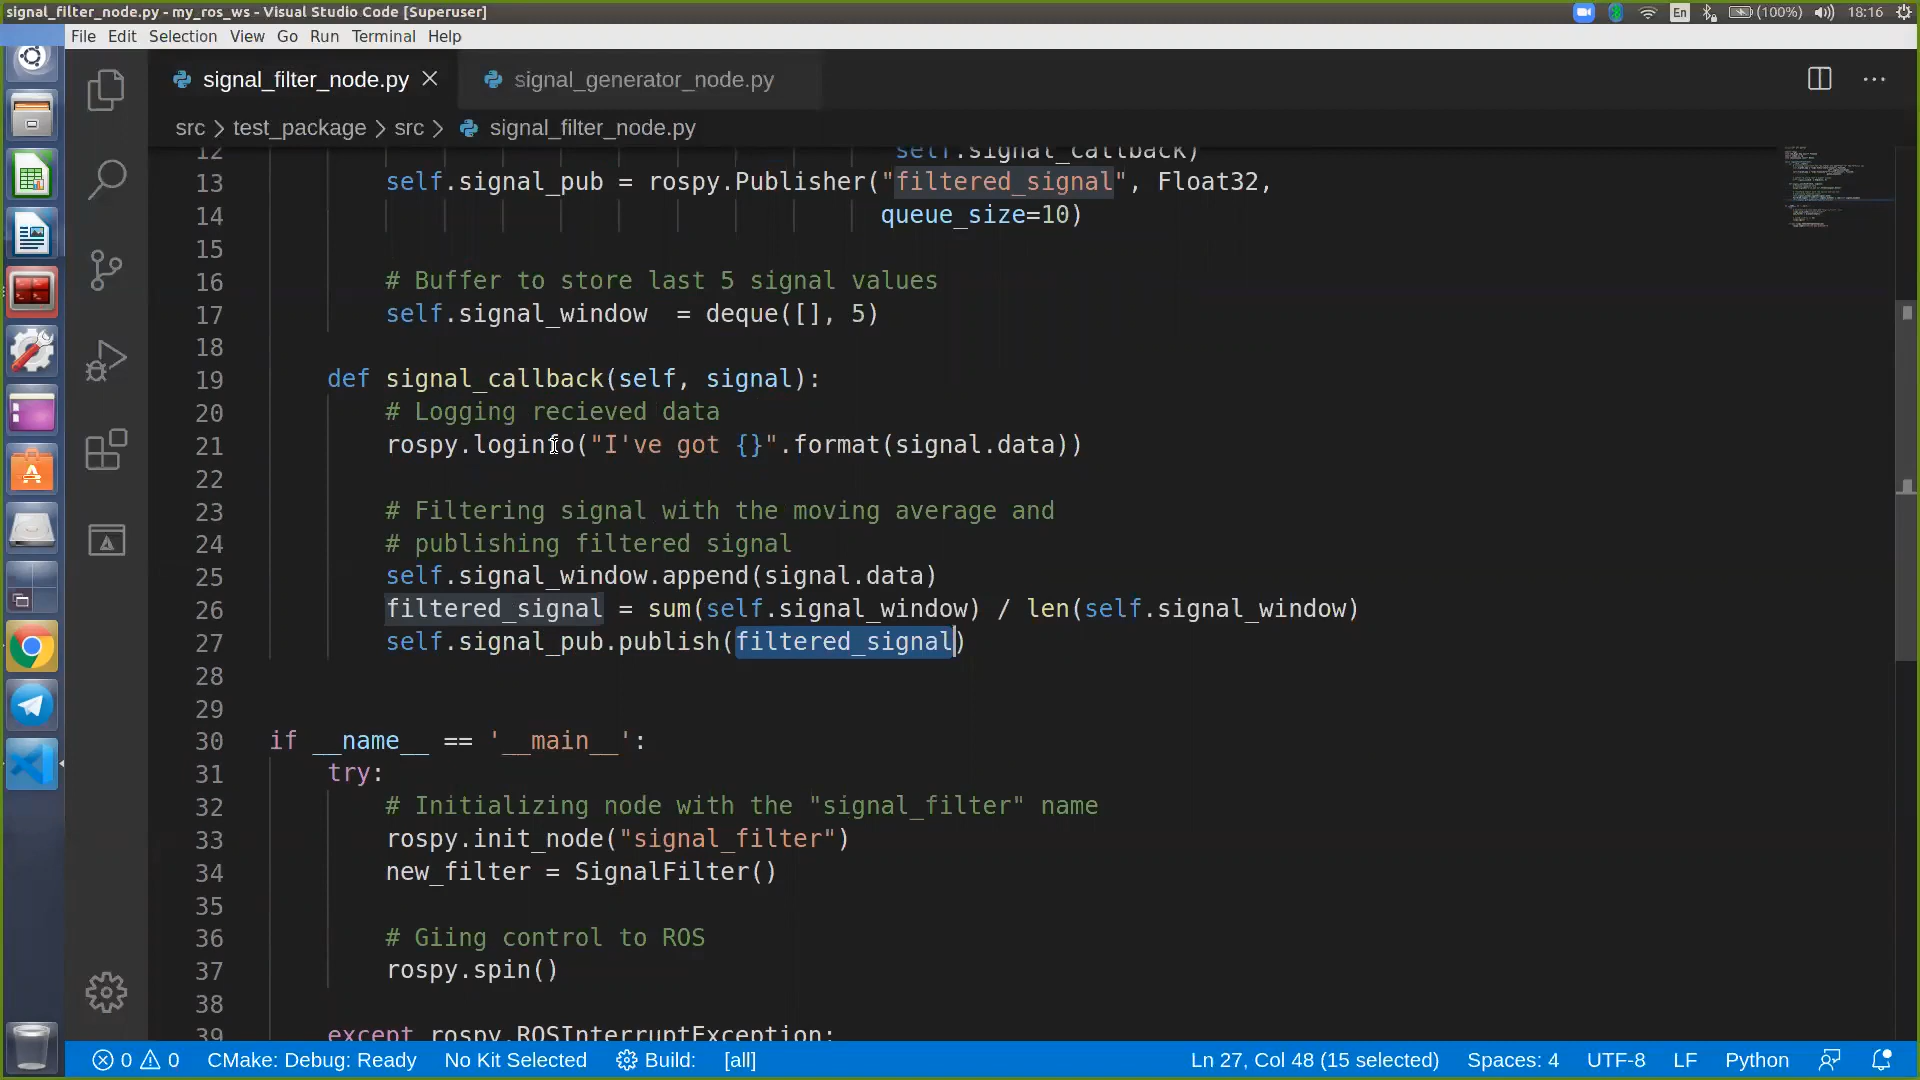 signal_filter_node.py - my_ros_ws - Visual Studio Code [Superuser]
En
(100%)
18:16
File Edit Selection View Go Run Terminal Help
signal_filter_node.py
signal_generator_node.py
src > test_package > src > signal_filter_node.py
12 self.signal_callback)
13 self.signal_pub = rospy.Publisher("filtered_signal", Float32,
14 queue_size=10)
15
16 # Buffer to store last 5 signal values
17 self.signal_window  = deque([], 5)
18
19 def signal_callback(self, signal):
20 # Logging recieved data
21 rospy.loginfo("I've got {}".format(signal.data))
22
23 # Filtering signal with the moving average and
24 # publishing filtered signal
25 self.signal_window.append(signal.data)
26 filtered_signal = sum(self.signal_window) / len(self.signal_window)
27 self.signal_pub.publish(filtered_signal)
28
29
30 if __name__ == '__main__':
31 try:
32 # Initializing node with the "signal_filter" name
33 rospy.init_node("signal_filter")
34 new_filter = SignalFilter()
35
36 # Giing control to ROS
37 rospy.spin()
38
39 except rospy.ROSInterruptException:
0 0 CMake: Debug: Ready No Kit Selected Build: [all] Ln 27, Col 48 (15 selected) Spaces: 4 UTF-8 LF Python